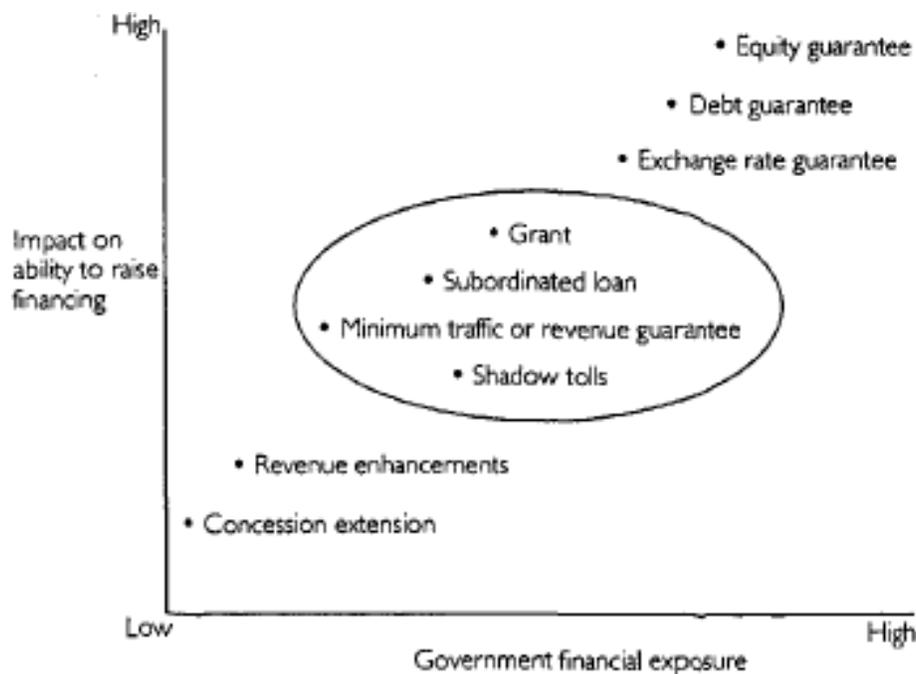 High
• Equity guarantee
• Debt guarantee
• Exchange rate guarantee
Impact on
ability to raise
financing
• Grant
• Subordinated loan
• Minimum traffic or revenue guarantee
• Shadow tolls
• Revenue enhancements
• Concession extension
Low
High
Government financial exposure